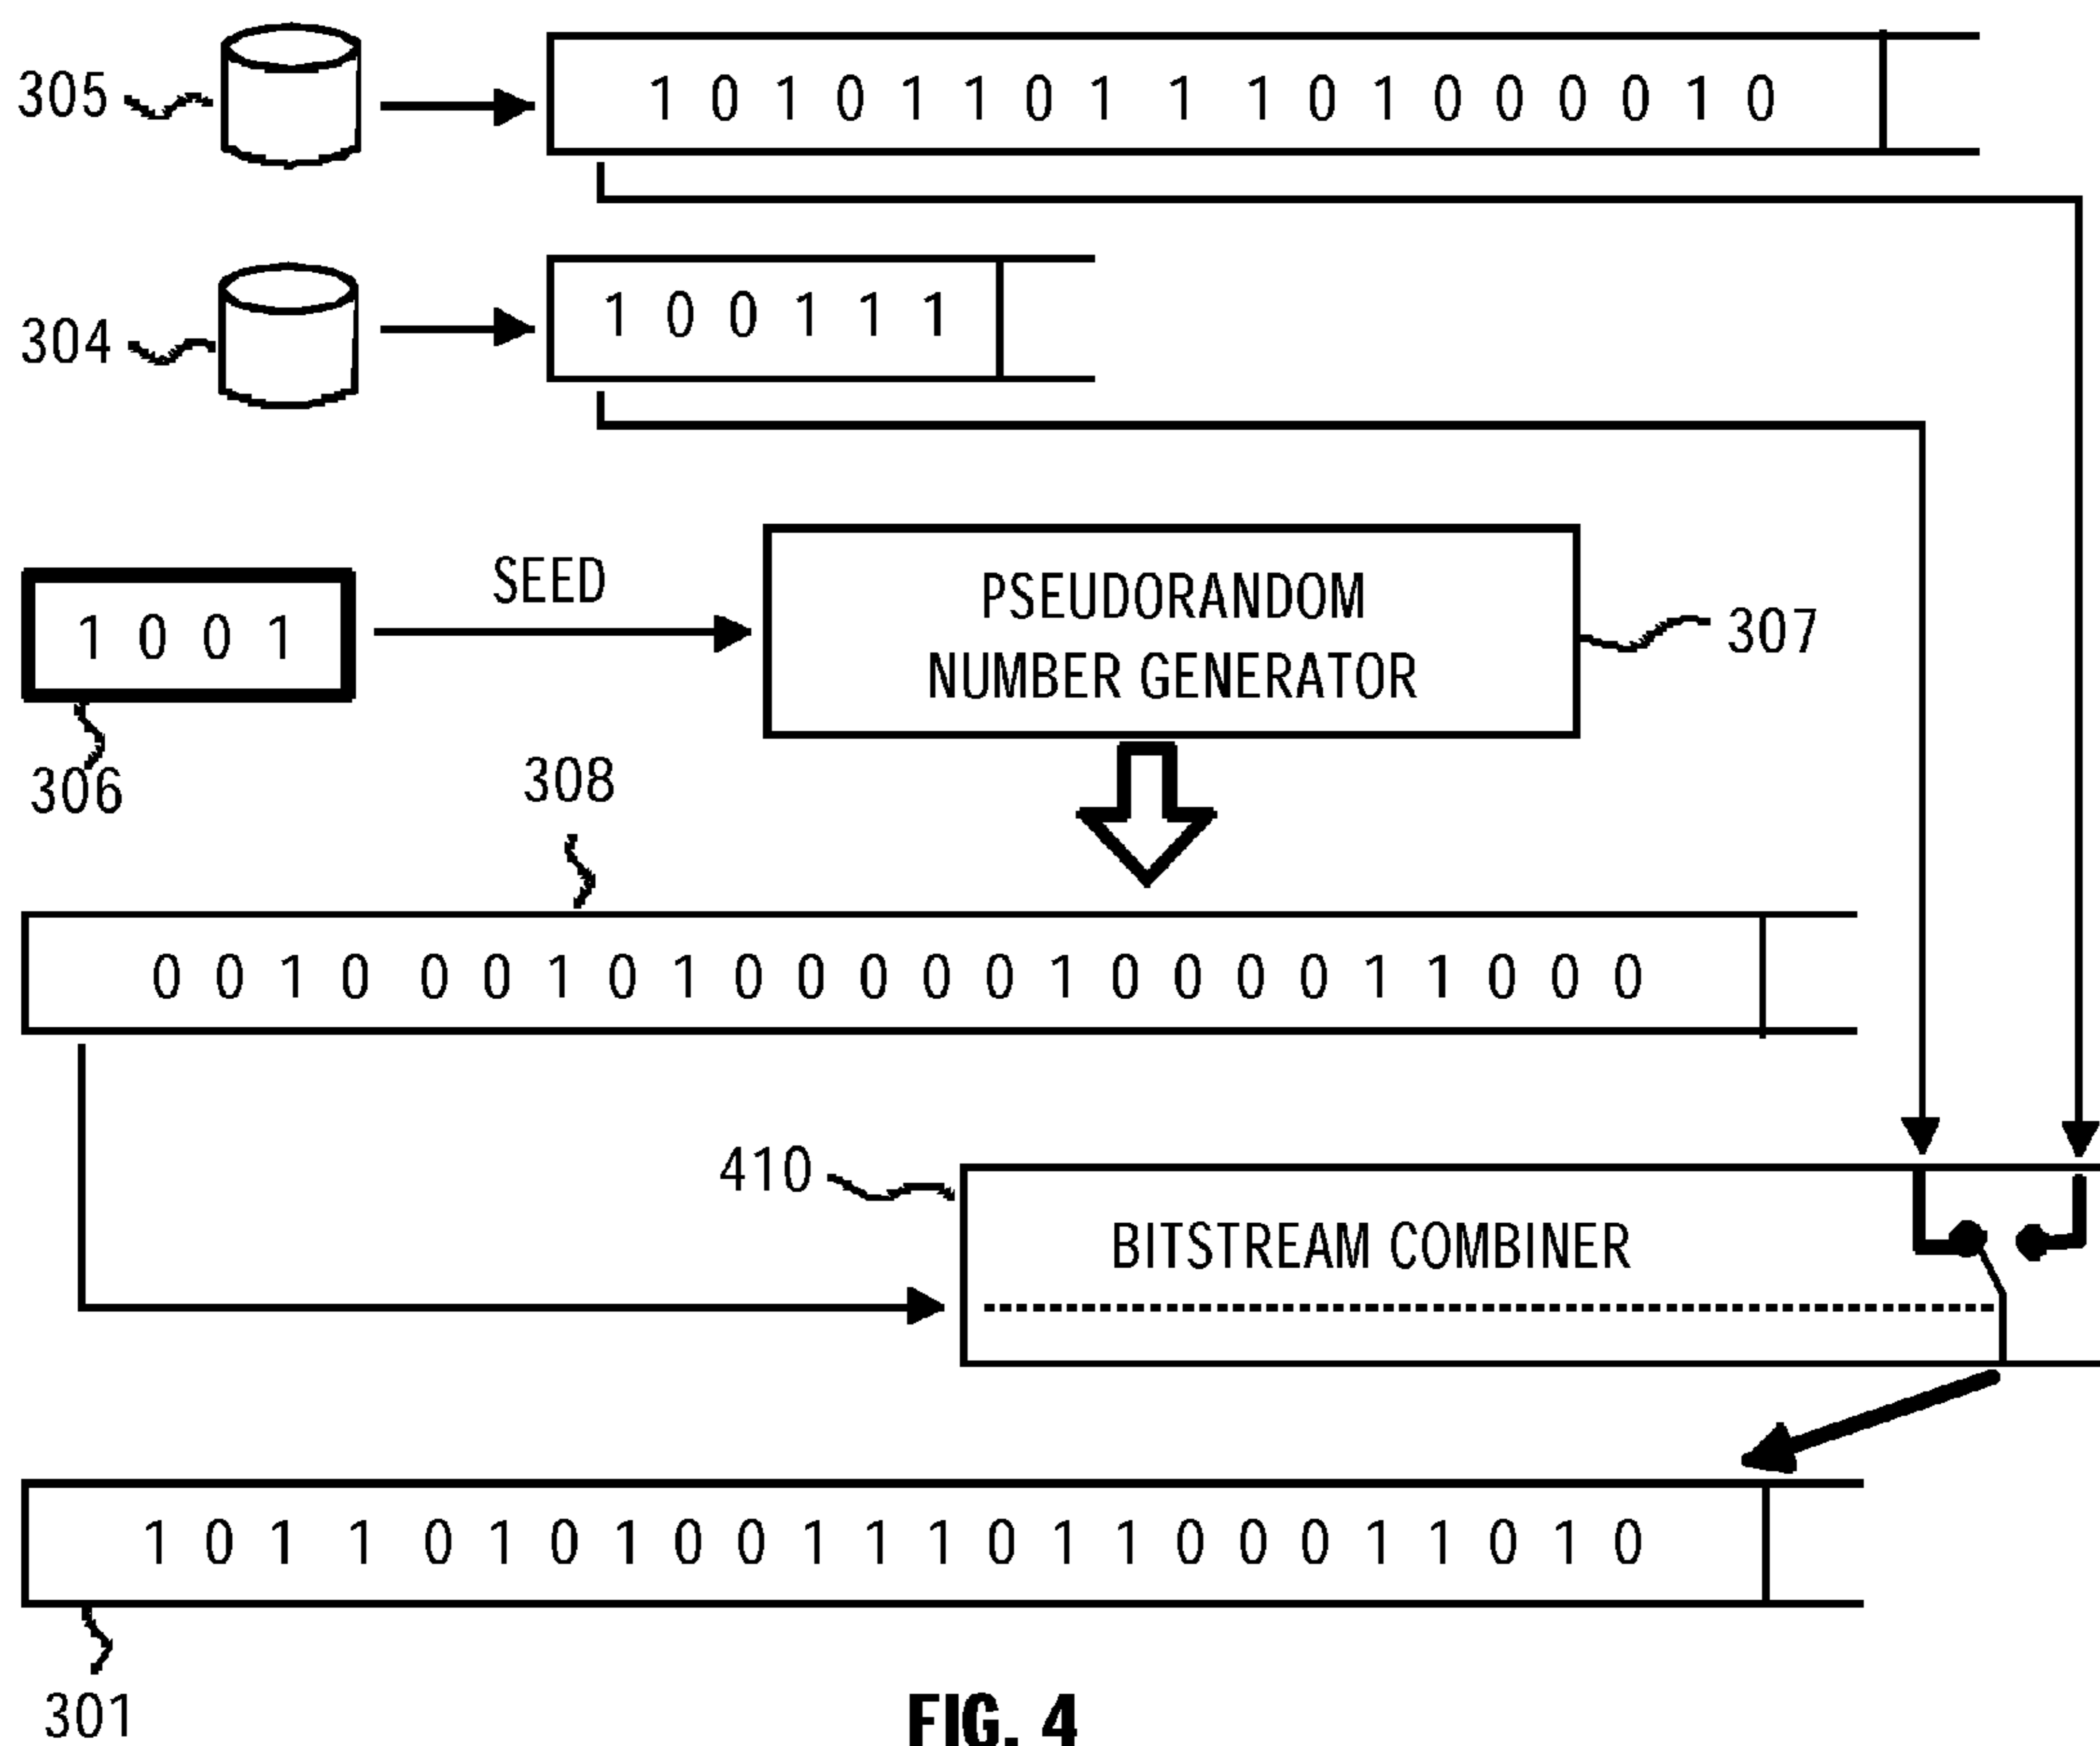 305
1 0 1 0 1 1 0 1 1 1 0 1 0 0 0 0 1 0
304
1 0 0 1 1 1
SEED
PSEUDORANDOM
NUMBER GENERATOR
307
1 0 0 1
306
308
0 0 1 0 0 0 1 0 1 0 0 0 0 0 1 0 0 0 0 1 1 0 0 0
410
BITSTREAM COMBINER
1 0 1 1 0 1 0 1 0 0 1 1 1 0 1 1 0 0 0 1 1 0 1 0
301
FIG. 4